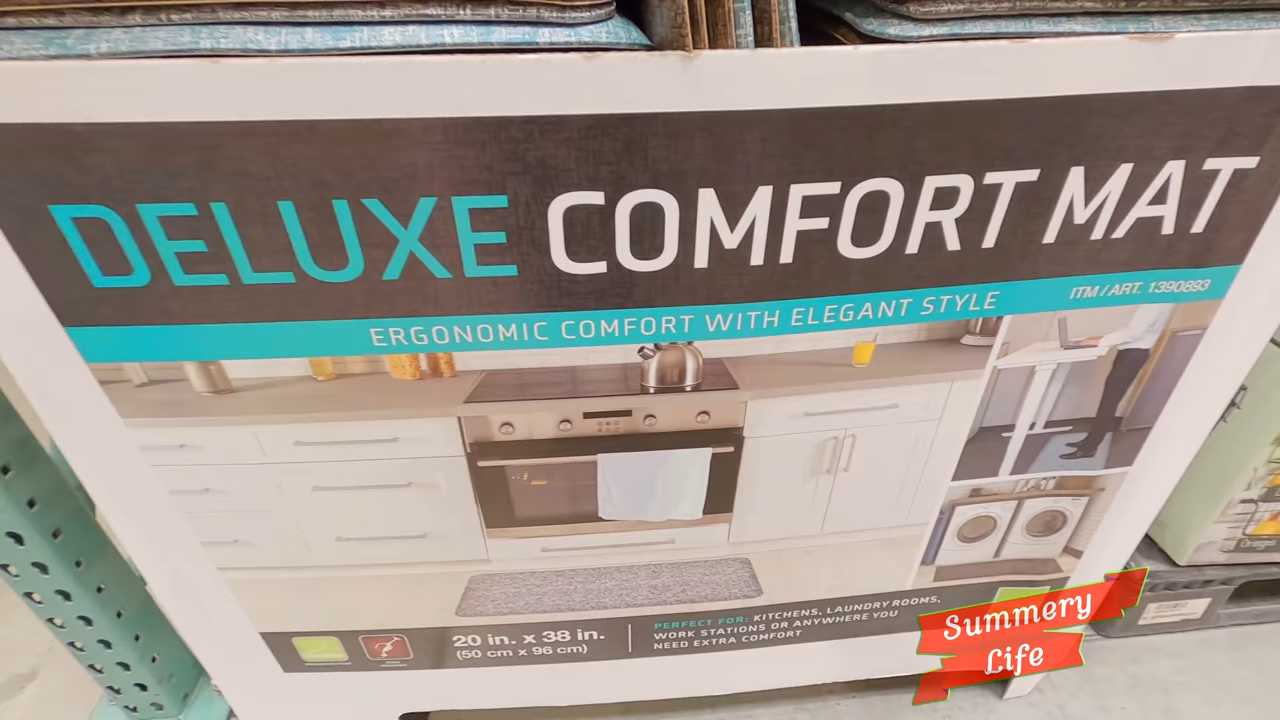 DELUXE COMFORT MAT
ERGONOMIC COMFORT WITH ELEGANT STYLE
ITM / ART. 1390893
20 in. x 38 in.
(50 cm x 96 cm)
PERFECT FOR: KITCHENS, LAUNDRY ROOMS,
WORK STATIONS OR ANYWHERE YOU
NEED EXTRA COMFORT
Summery
Life